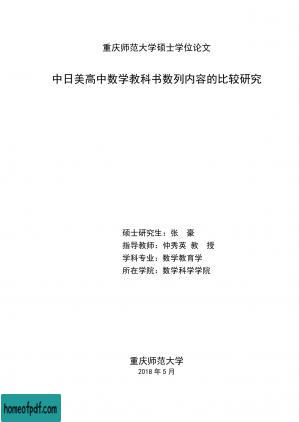 重庆师范大学硕士学位论文
中日美高中数学教科书数列内容的比较研究
硕士研究生：张 豪
指导教师：仲秀英 教 授
学科专业：数学教育学
所在学院：数学科学学院
重庆师范大学
2018 年 5 月
homeofpdf.com